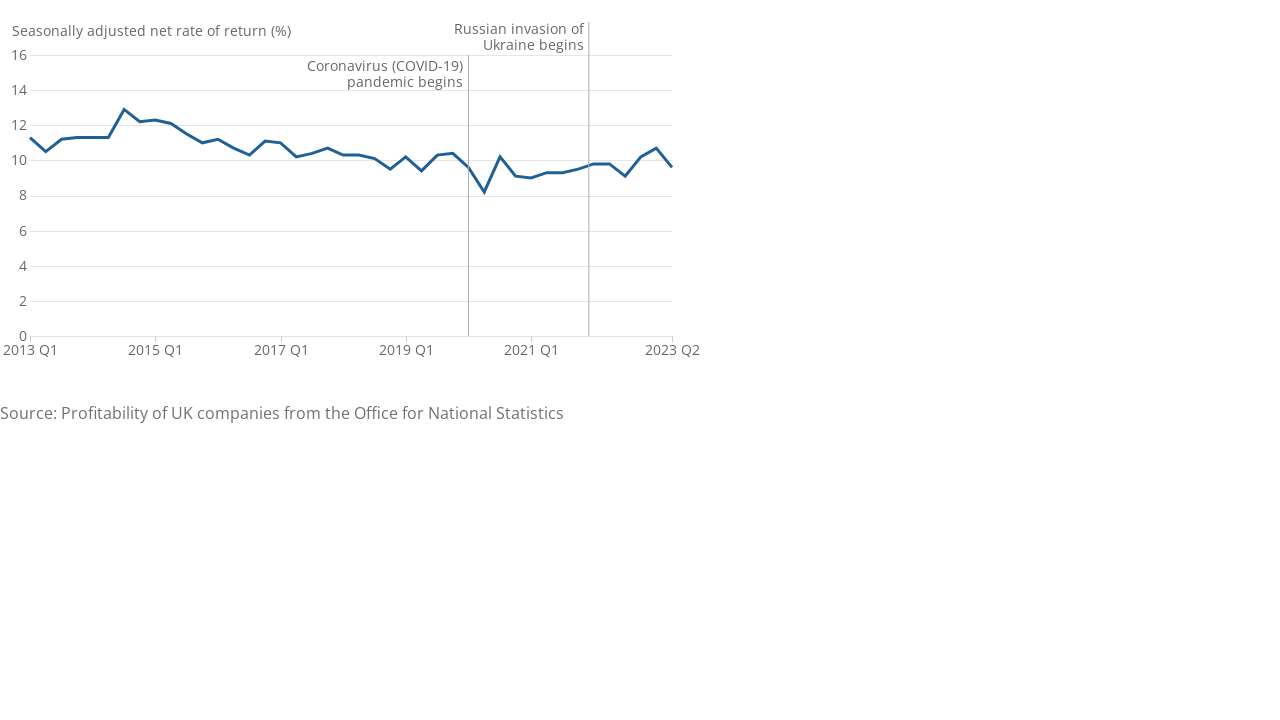 Seasonally adjusted net rate of return (%)
Russian invasion of
Ukraine begins
Coronavirus (COVID-19)
pandemic begins
16
14
12
10
8
6
4
2
0
2013 Q1
2015 Q1
2017 Q1
2019 Q1
2021 Q1
2023 Q2
Source: Profitability of UK companies from the Office for National Statistics